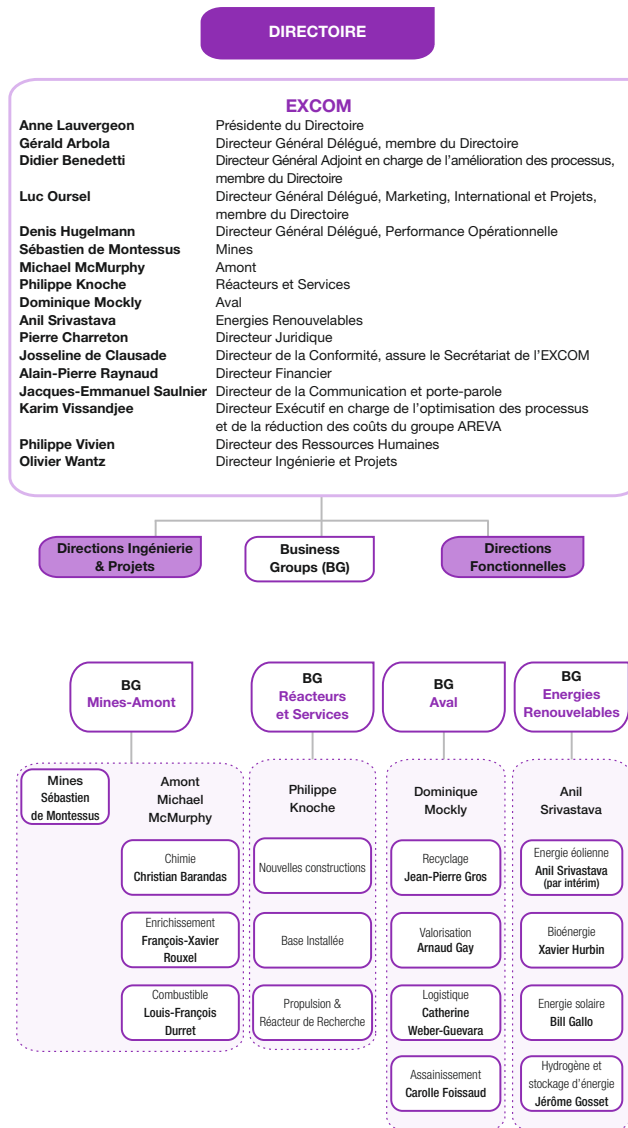 DIRECTOIRE
EXCOM
Anne Lauvergeon Présidente du Directoire
Gérald Arbola Directeur Général Délégué, membre du Directoire
Didier Benedetti Directeur Général Adjoint en charge de l'amélioration des processus,
membre du Directoire
Luc Oursel Directeur Général Délégué, Marketing, International et Projets,
membre du Directoire
Denis Hugelmann Directeur Général Délégué, Performance Opérationnelle
Sébastien de Montessus Mines
Michael McMurphy Amont
Philippe Knoche Réacteurs et Services
Dominique Mockly Aval
Anil Srivastava Energies Renouvelables
Pierre Charreton Directeur Juridique
Josseline de Clausade Directeur de la Conformité, assure le Secrétariat de l'EXCOM
Alain-Pierre Raynaud Directeur Financier
Jacques-Emmanuel Saulnier Directeur de la Communication et porte-parole
Karim Vissandjee Directeur Exécutif en charge de l'optimisation des processus
et de la réduction des coûts du groupe AREVA
Philippe Vivien Directeur des Ressources Humaines
Olivier Wantz Directeur Ingénierie et Projets
Directions Ingénierie
& Projets
Business
Groups (BG)
Directions
Fonctionnelles
BG
Mines-Amont
Mines
Sébastien
de Montessus
Amont
Michael
McMurphy
Chimie
Christian Barandas
Enrichissement
François-Xavier
Rouxel
Combustible
Louis-François
Durret
BG
Réacteurs
et Services
Philippe
Knoche
Nouvelles constructions
Base Installée
Propulsion &
Réacteur de Recherche
BG
Aval
Dominique
Mockly
Recyclage
Jean-Pierre Gros
Valorisation
Arnaud Gay
Logistique
Catherine
Weber-Guevara
Assainissement
Carolle Foissaud
BG
Energies
Renouvelables
Anil
Srivastava
Energie éolienne
Anil Srivastava
(par intérim)
Bioénergie
Xavier Hurbin
Energie solaire
Bill Gallo
Hydrogène et
stockage d'énergie
Jérôme Gosset